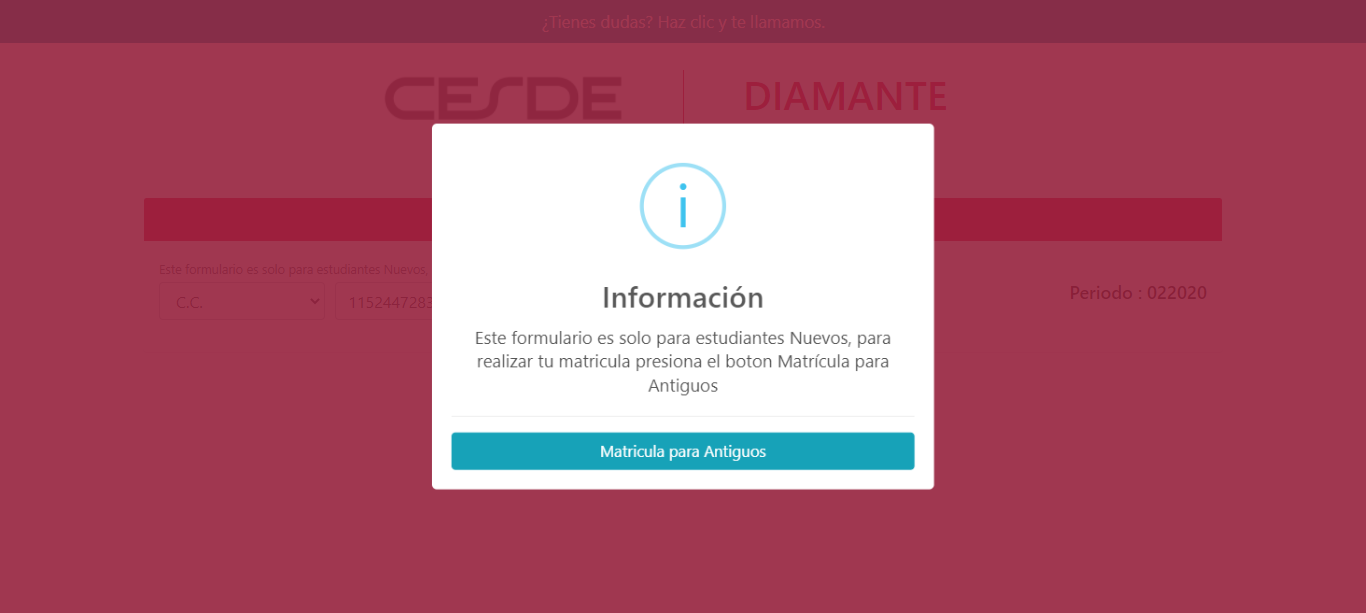 ¿Tienes dudas? Haz clic y te llamamos.
CESDE
DIAMANTE
Este formulario es solo para estudiantes Nuevos,
C.C.
1152447283
Periodo : 022020
i
Información
Este formulario es solo para estudiantes Nuevos, para
realizar tu matricula presiona el boton Matrícula para
Antiguos
Matricula para Antiguos